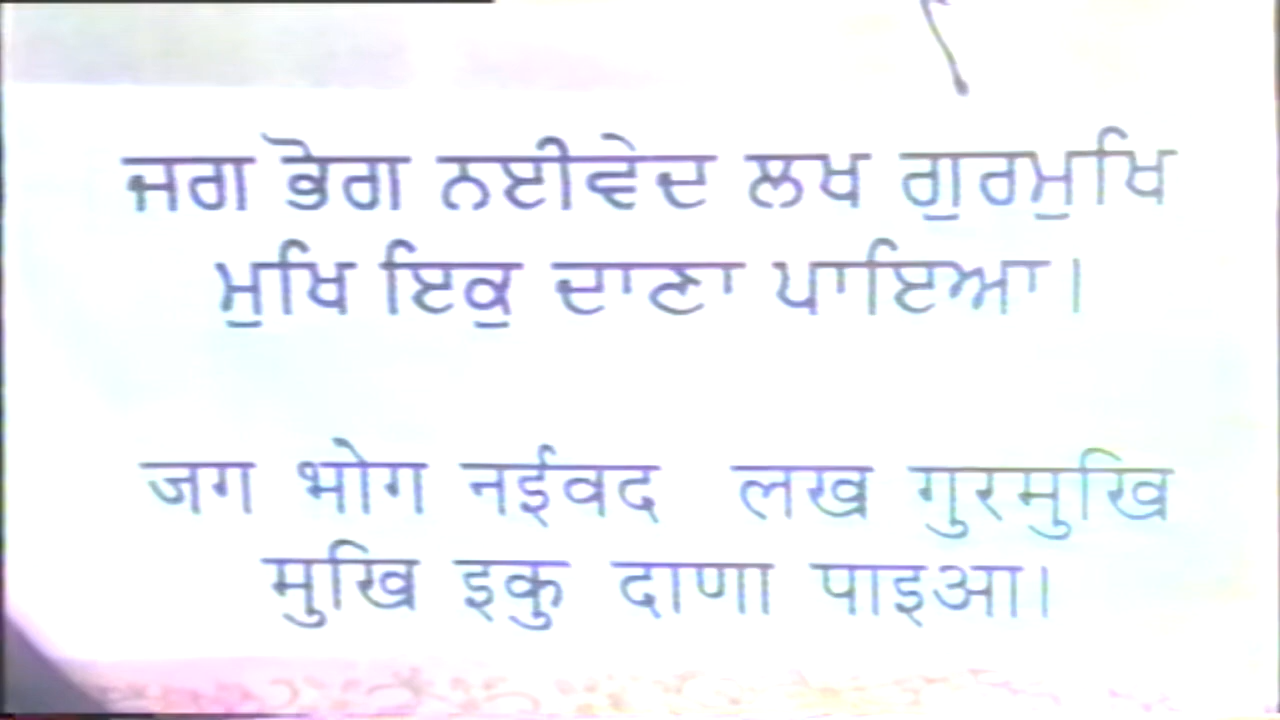 ਜਗ ਭੋਗ ਨਈਵੇਦ ਲਖ ਗੁਰਮੁਖਿ
ਮੁਖਿ ਇਕੁ ਦਾਣਾ ਪਾਇਆ।
जग भोग नईवद लख गुरमुखि
मुखि इकु दाणा पाइआ।